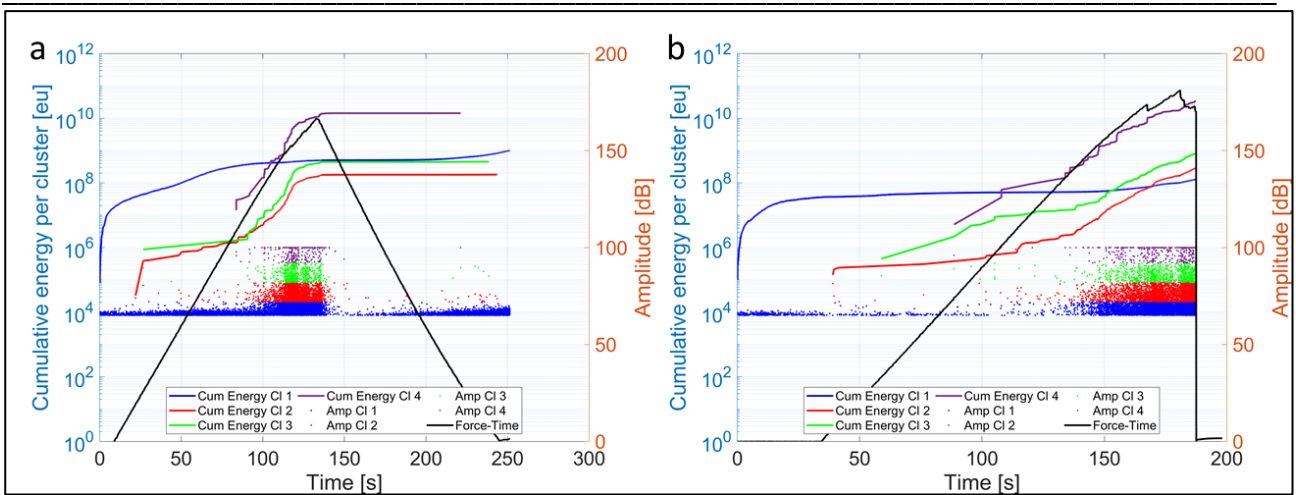 a
b
10^12
10^10
10^8
10^6
10^4
10^2
10^0
Cumulative energy per cluster [eu]
200
150
100
50
0
Amplitude [dB]
Cum Energy Cl 1
Cum Energy Cl 2
Cum Energy Cl 3
Cum Energy Cl 4
Amp Cl 1
Amp Cl 2
Amp Cl 3
Amp Cl 4
Force-Time
0 50 100 150 200 250 300
Time [s]
10^12
10^10
10^8
10^6
10^4
10^2
10^0
Cumulative energy per cluster [eu]
200
150
100
50
0
Amplitude [dB]
Cum Energy Cl 1
Cum Energy Cl 2
Cum Energy Cl 3
Cum Energy Cl 4
Amp Cl 1
Amp Cl 2
Amp Cl 3
Amp Cl 4
Force-Time
0 50 100 150 200
Time [s]